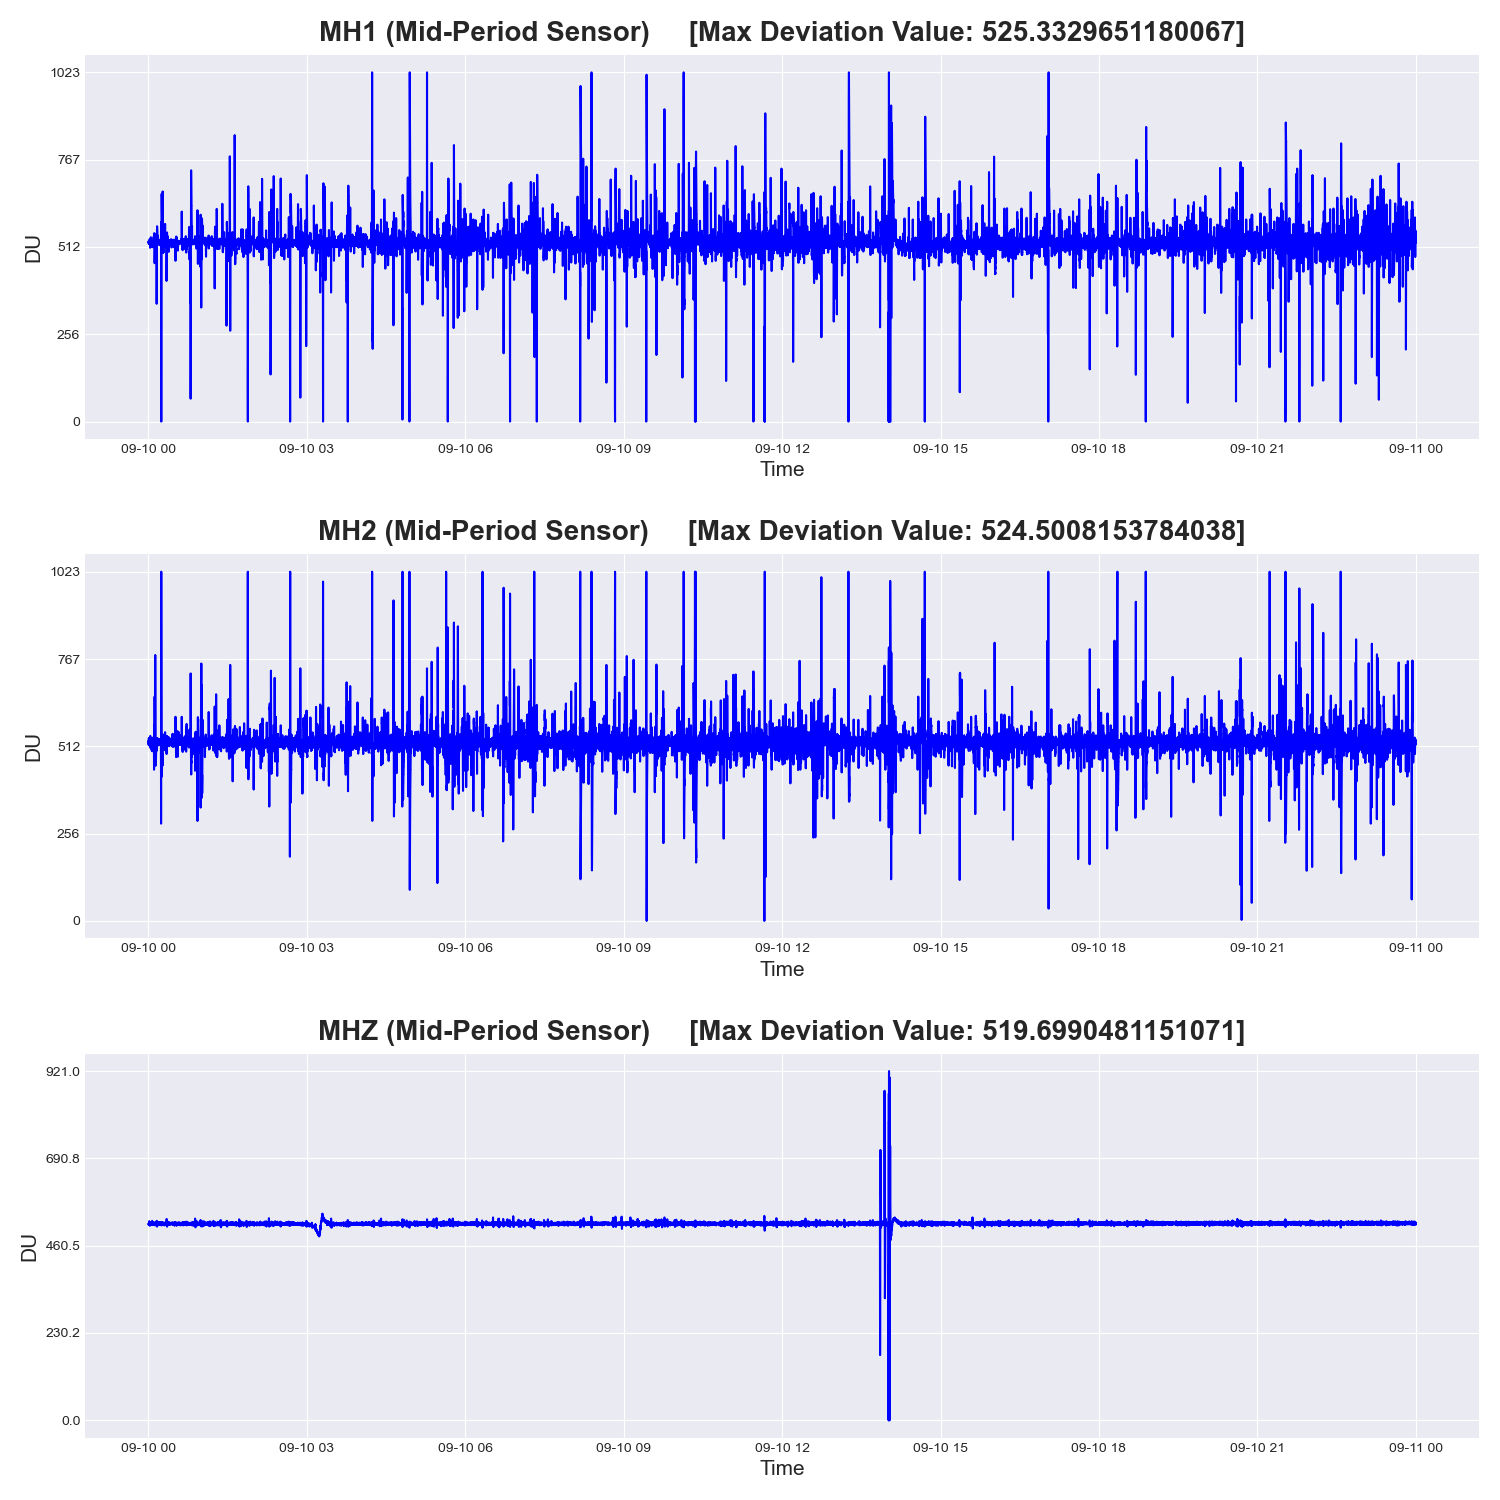 MH1 (Mid-Period Sensor) [Max Deviation Value: 525.3329651180067]
1023
767
512
256
0
DU
09-10 00 09-10 03 09-10 06 09-10 09 09-10 12 09-10 15 09-10 18 09-10 21 09-11 00
Time
MH2 (Mid-Period Sensor) [Max Deviation Value: 524.5008153784038]
1023
767
512
256
0
DU
09-10 00 09-10 03 09-10 06 09-10 09 09-10 12 09-10 15 09-10 18 09-10 21 09-11 00
Time
MHZ (Mid-Period Sensor) [Max Deviation Value: 519.6990481151071]
921.0
690.8
460.5
230.2
0.0
DU
09-10 00 09-10 03 09-10 06 09-10 09 09-10 12 09-10 15 09-10 18 09-10 21 09-11 00
Time